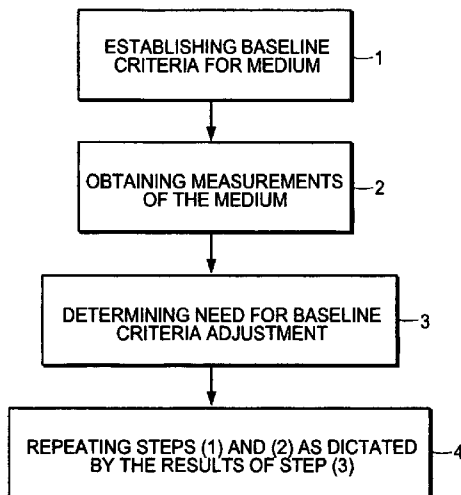 ESTABLISHING BASELINE
CRITERIA FOR MEDIUM
1
OBTAINING MEASUREMENTS
OF THE MEDIUM
2
DETERMINING NEED FOR BASELINE
CRITERIA ADJUSTMENT
3
REPEATING STEPS (1) AND (2) AS DICTATED
BY THE RESULTS OF STEP (3)
4